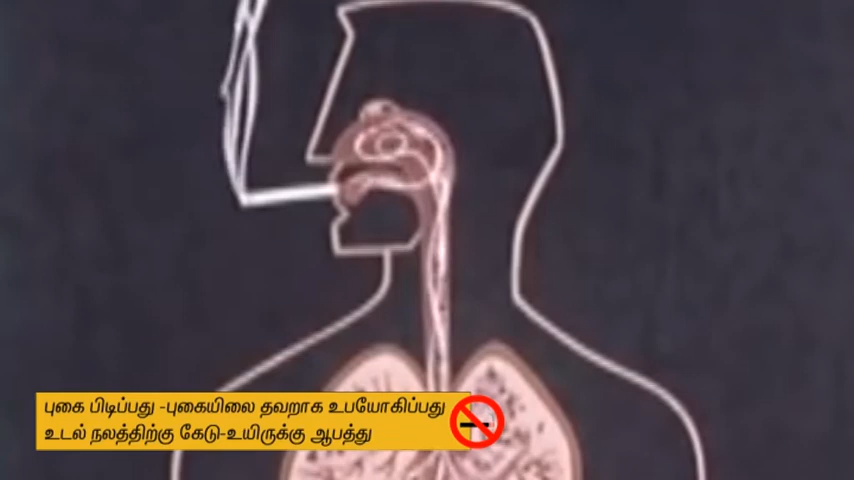 புகை பிடிப்பது -புகையிலை தவறாக உபயோகிப்பது
உடல் நலத்திற்கு கேடு-உயிருக்கு ஆபத்து